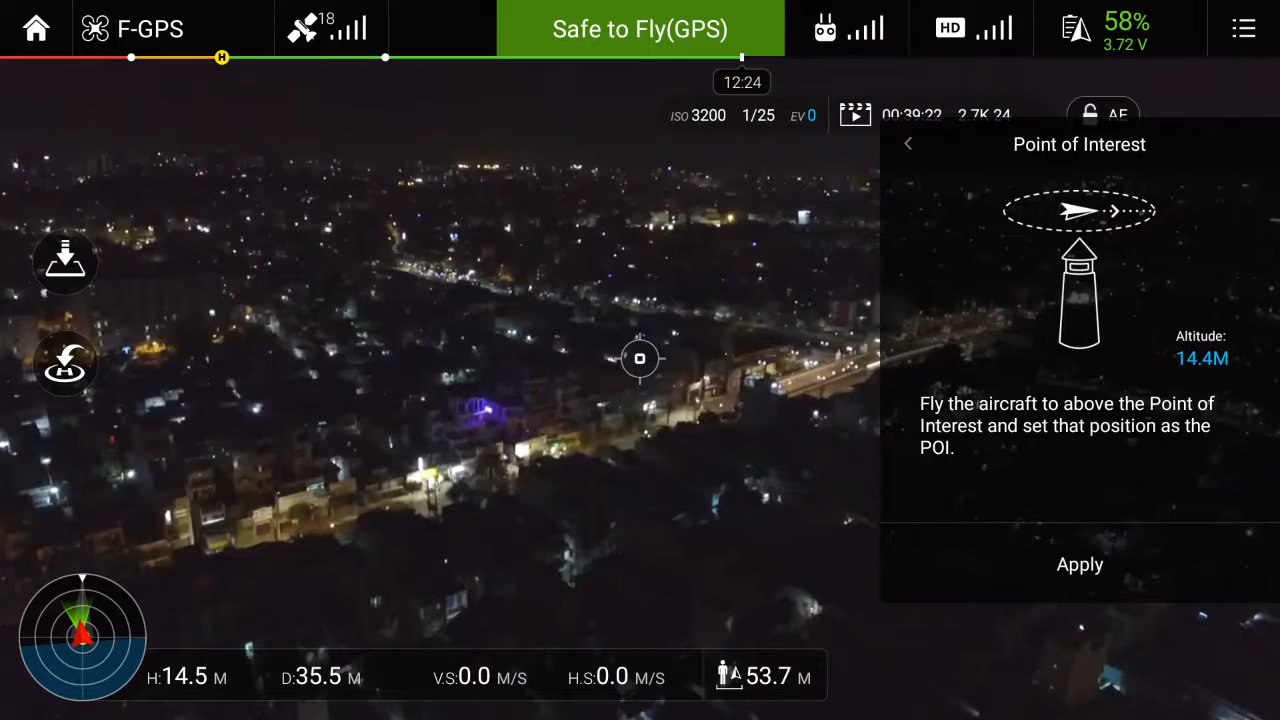 F-GPS
18
Safe to Fly(GPS)
HD
58%
3.72 V
H
12:24
ISO 3200 1/25 EV 0 00:39:22 2.7K 24 AE
Point of Interest
Altitude:
14.4M
Fly the aircraft to above the Point of
Interest and set that position as the
POI.
Apply
H:14.5 M D:35.5 M V.S:0.0 M/S H.S:0.0 M/S 53.7 M